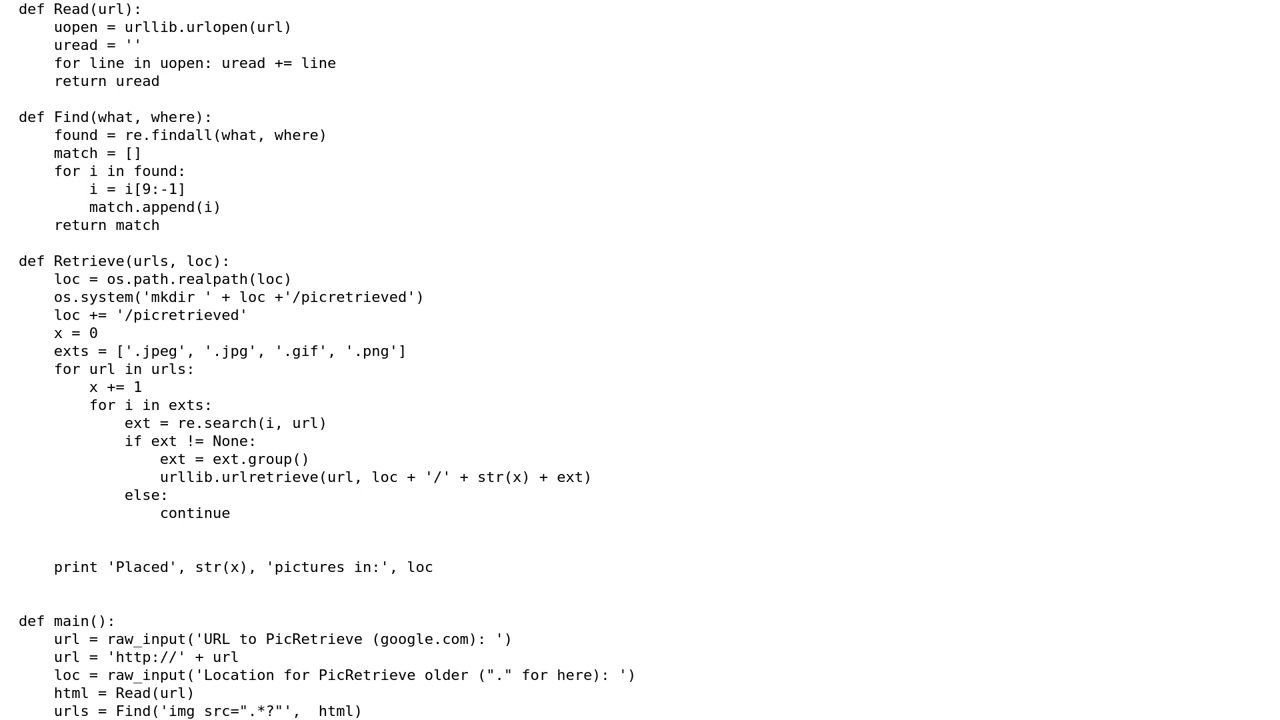 def Read(url):
    uopen = urllib.urlopen(url)
    uread = ''
    for line in uopen: uread += line
    return uread

def Find(what, where):
    found = re.findall(what, where)
    match = []
    for i in found:
        i = i[9:-1]
        match.append(i)
    return match

def Retrieve(urls, loc):
    loc = os.path.realpath(loc)
    os.system('mkdir ' + loc +'/picretrieved')
    loc += '/picretrieved'
    x = 0
    exts = ['.jpeg', '.jpg', '.gif', '.png']
    for url in urls:
        x += 1
        for i in exts:
            ext = re.search(i, url)
            if ext != None:
                ext = ext.group()
                urllib.urlretrieve(url, loc + '/' + str(x) + ext)
            else:
                continue


    print 'Placed', str(x), 'pictures in:', loc


def main():
    url = raw_input('URL to PicRetrieve (google.com): ')
    url = 'http://' + url
    loc = raw_input('Location for PicRetrieve older ("." for here): ')
    html = Read(url)
    urls = Find('img src=".*?"',  html)